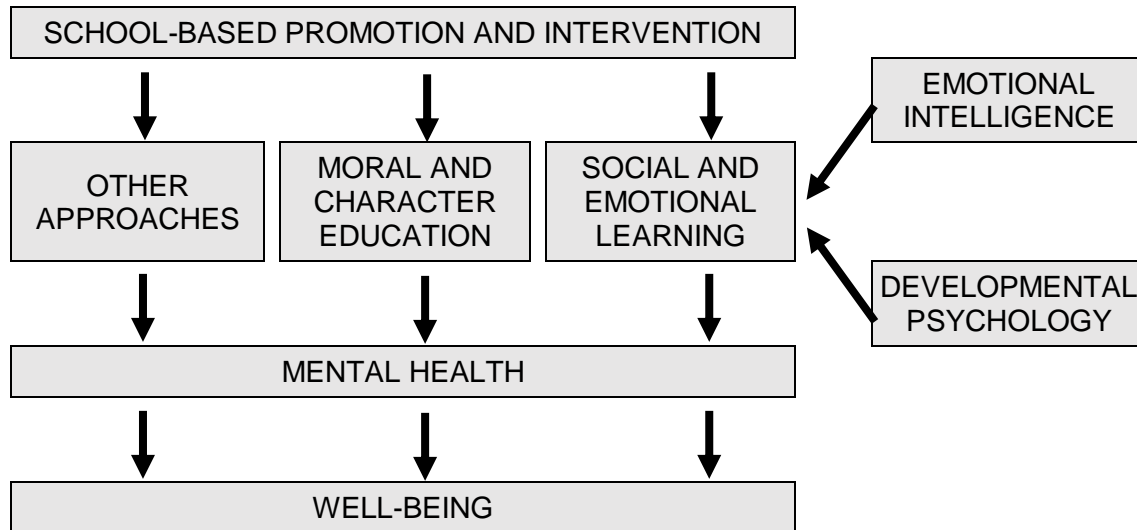 SCHOOL-BASED PROMOTION AND INTERVENTION
EMOTIONAL
INTELLIGENCE
OTHER
APPROACHES
MORAL AND
CHARACTER
EDUCATION
SOCIAL AND
EMOTIONAL
LEARNING
DEVELOPMENTAL
PSYCHOLOGY
MENTAL HEALTH
WELL-BEING